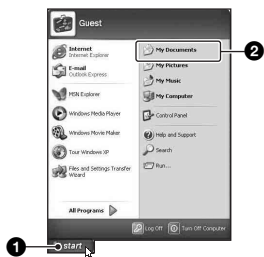 Guest
Internet
Internet Explorer
E-mail
Outlook Express
MSN Explorer
Windows Media Player
Windows Movie Maker
Tour Windows XP
Files and Settings Transfer
Wizard
All Programs
My Documents
My Pictures
My Music
My Computer
Control Panel
Help and Support
Search
Run...
Log Off
Turn Off Computer
start
1
2